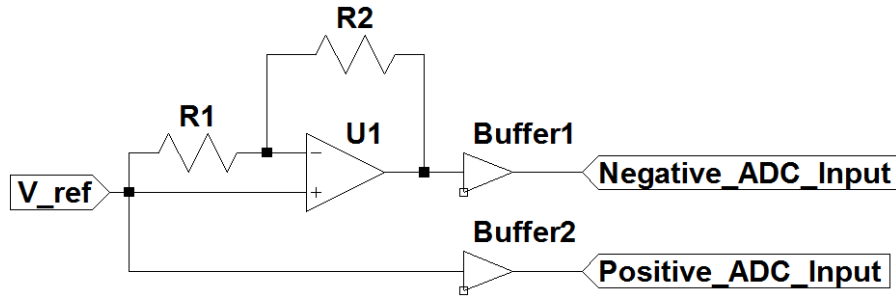 R2
R1
U1
Buffer1
−
+
V_ref
Negative_ADC_Input
Buffer2
Positive_ADC_Input